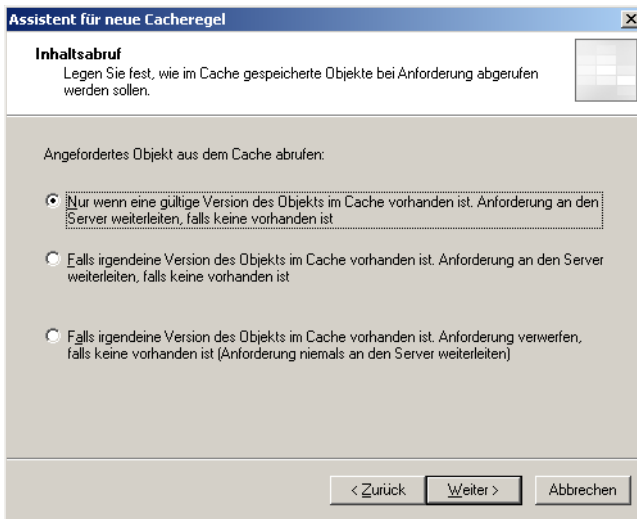 Assistent für neue Cacheregel
Inhaltsabruf
Legen Sie fest, wie im Cache gespeicherte Objekte bei Anforderung abgerufen
werden sollen.
Angefordertes Objekt aus dem Cache abrufen:
Nur wenn eine gültige Version des Objekts im Cache vorhanden ist. Anforderung an den
Server weiterleiten, falls keine vorhanden ist
Falls irgendeine Version des Objekts im Cache vorhanden ist. Anforderung an den Server
weiterleiten, falls keine vorhanden ist
Falls irgendeine Version des Objekts im Cache vorhanden ist. Anforderung verwerfen,
falls keine vorhanden ist (Anforderung niemals an den Server weiterleiten)
< Zurück Weiter > Abbrechen